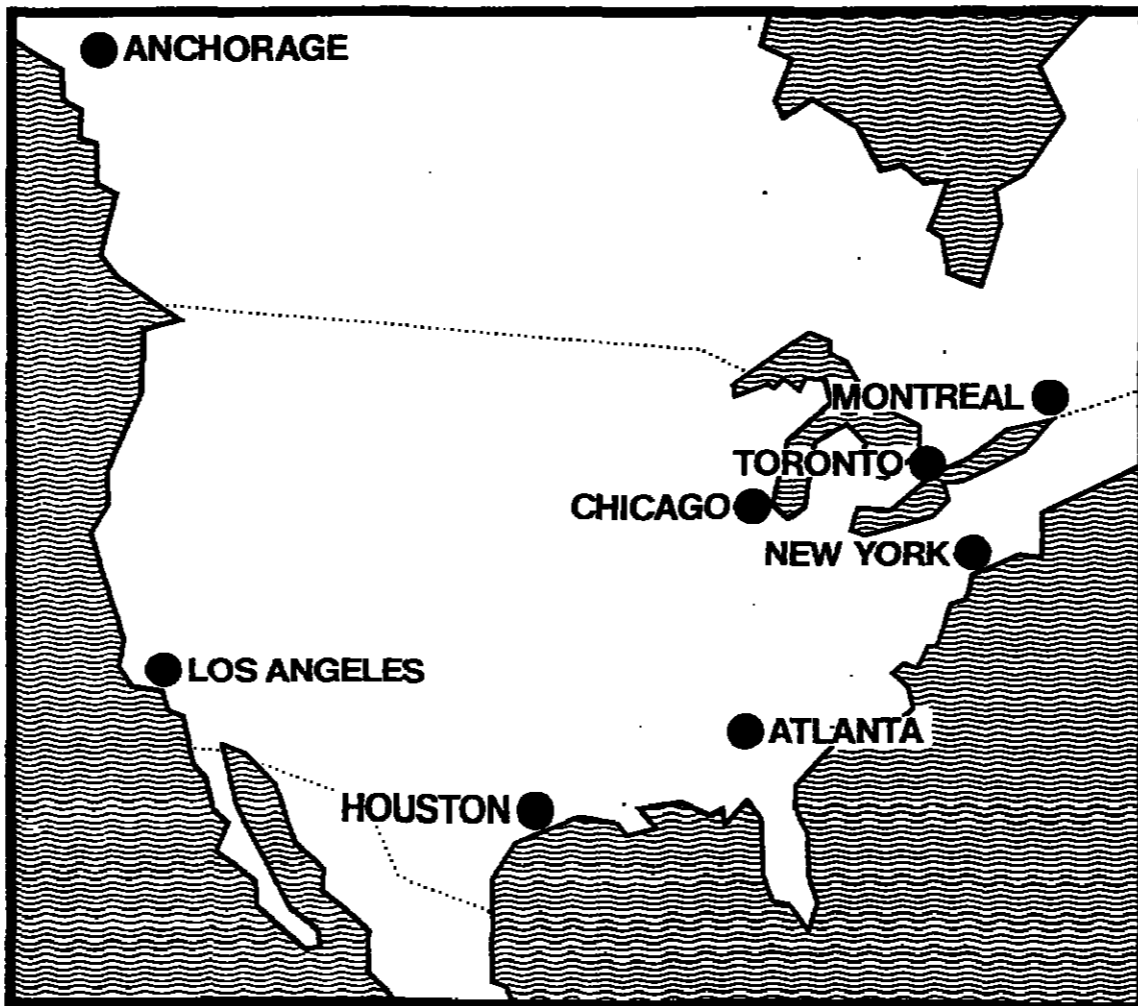 ANCHORAGE
MONTREAL
TORONTO
CHICAGO
NEW YORK
LOS ANGELES
ATLANTA
HOUSTON